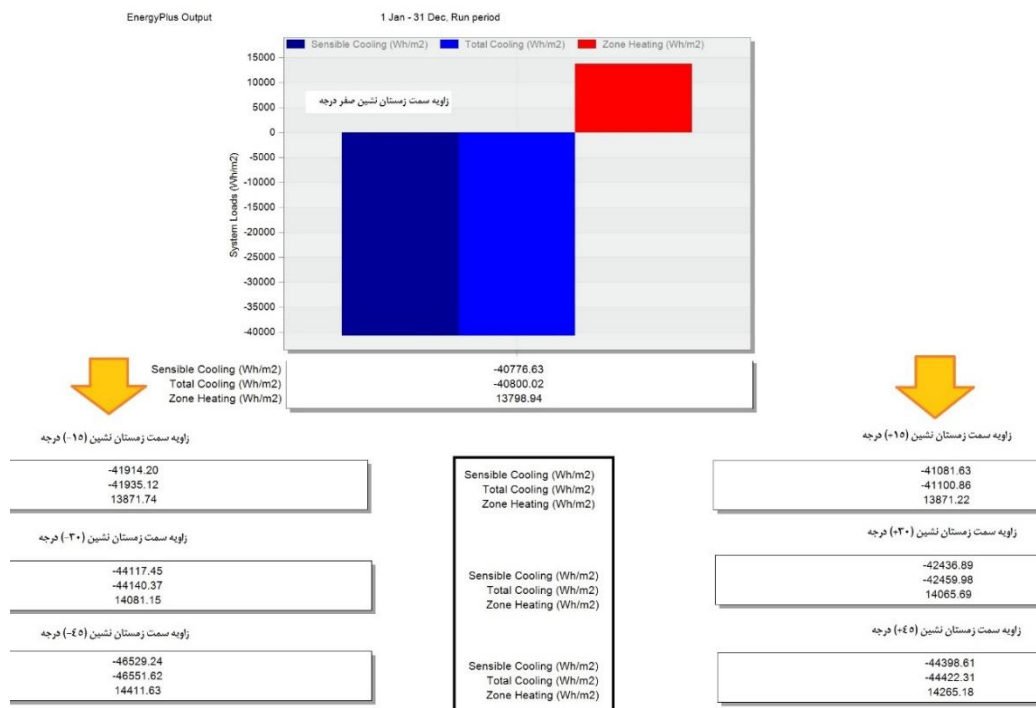 EnergyPlus Output
1 Jan - 31 Dec, Run period
Sensible Cooling (Wh/m2) Total Cooling (Wh/m2) Zone Heating (Wh/m2)
15000
10000
5000
0
-5000
-10000
-15000
-20000
-25000
-30000
-35000
-40000
System Loads (Wh/m2)
زاویه سمت زمستان نشین صفر درجه
Sensible Cooling (Wh/m2) -40776.63
Total Cooling (Wh/m2) -40800.02
Zone Heating (Wh/m2) 13798.94
زاویه سمت زمستان نشین (۱۵-) درجه
-41914.20
-41935.12
13871.74
زاویه سمت زمستان نشین (۳۰-) درجه
-44117.45
-44140.37
14081.15
زاویه سمت زمستان نشین (٤٥-) درجه
-46529.24
-46551.62
14411.63
Sensible Cooling (Wh/m2)
Total Cooling (Wh/m2)
Zone Heating (Wh/m2)
Sensible Cooling (Wh/m2)
Total Cooling (Wh/m2)
Zone Heating (Wh/m2)
Sensible Cooling (Wh/m2)
Total Cooling (Wh/m2)
Zone Heating (Wh/m2)
زاویه سمت زمستان نشین (۱۵+) درجه
-41081.63
-41100.86
13871.22
زاویه سمت زمستان نشین (۳۰+) درجه
-42436.89
-42459.98
14065.69
زاویه سمت زمستان نشین (٤٥+) درجه
-44398.61
-44422.31
14265.18